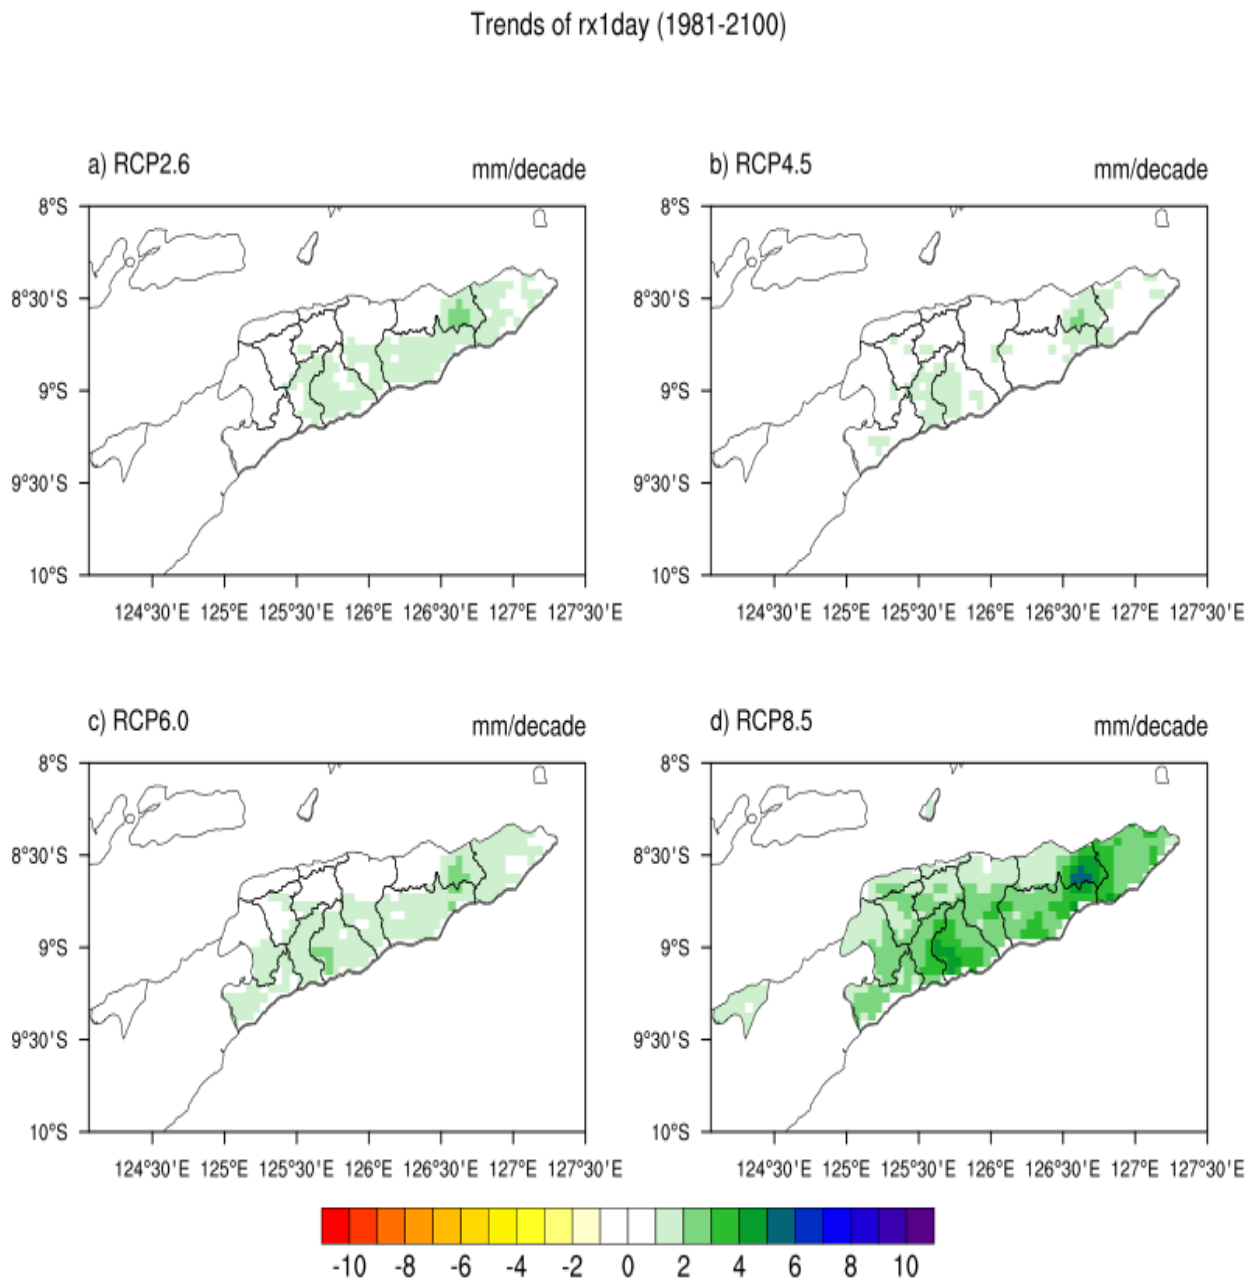 Trends of rx1day (1981-2100)
a) RCP2.6 mm/decade
8°S
8°30'S
9°S
9°30'S
10°S
124°30'E 125°E 125°30'E 126°E 126°30'E 127°E 127°30'E
b) RCP4.5 mm/decade
8°S
8°30'S
9°S
9°30'S
10°S
124°30'E 125°E 125°30'E 126°E 126°30'E 127°E 127°30'E
c) RCP6.0 mm/decade
8°S
8°30'S
9°S
9°30'S
10°S
124°30'E 125°E 125°30'E 126°E 126°30'E 127°E 127°30'E
d) RCP8.5 mm/decade
8°S
8°30'S
9°S
9°30'S
10°S
124°30'E 125°E 125°30'E 126°E 126°30'E 127°E 127°30'E
-10 -8 -6 -4 -2 0 2 4 6 8 10